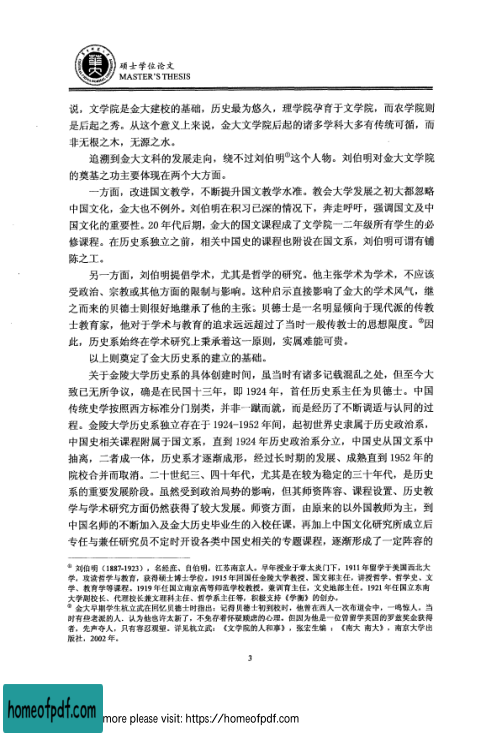 硕士学位论文
MASTER'S THESIS
说，文学院是金大建校的基础，历史最为悠久，理学院孕育于文学院，而农学院则
是后起之秀。从这个意义上来说，金大文学院后起的诸多学科大多有传统可循，而
非无根之木，无源之水。
追溯到金大文科的发展走向，绕不过刘伯明①这个人物。刘伯明对金大文学院
的奠基之功主要体现在两个大方面。
一方面，改进国文教学，不断提升国文教学水准。教会大学发展之初大都忽略
中国文化，金大也不例外。刘伯明在积习已深的情况下，奔走呼吁，强调国文及中
国文化的重要性。20 年代后期，金大的国文课程成了文学院一二年级所有学生的必
修课程。在历史系独立之前，相关中国史的课程也附设在国文系，刘伯明可谓有铺
陈之工。
另一方面，刘伯明提倡学术，尤其是哲学的研究。他主张学术为学术，不应该
受政治、宗教或其他方面的限制与影响。这种启示直接影响了金大的学术风气，继
之而来的贝德士则很好地继承了他的主张。贝德士是一名明显倾向于现代派的传教
士教育家，他对于学术与教育的追求远远超过了当时一般传教士的思想限度。②因
此，历史系始终在学术研究上秉承着这一原则，实属难能可贵。
以上则奠定了金大历史系的建立的基础。
关于金陵大学历史系的具体创建时间，虽当时有诸多记载混乱之处，但至今大
致已无所争议，确是在民国十三年，即 1924 年，首任历史系主任为贝德士。中国
传统史学按照西方标准分门别类，并非一蹴而就，而是经历了不断调适与认同的过
程。金陵大学历史系独立存在于 1924-1952 年间，起初世界史隶属于历史政治系，
中国史相关课程附属于国文系，直到 1924 年历史政治系分立，中国史从国文系中
抽离，二者成一体，历史系才逐渐成形，经过长时期的发展、成熟直到 1952 年的
院校合并而取消。二十世纪三、四十年代，尤其是在较为稳定的三十年代，是历史
系的重要发展阶段。虽然受到政治局势的影响，但其师资阵容、课程设置、历史教
学与学术研究方面仍然获得了较大发展。师资方面，由原来的以外国教师为主，到
中国名师的不断加入及金大历史毕业生的入校任课，再加上中国文化研究所成立后
专任与兼任研究员不定时开设各类中国史相关的专题课程，逐渐形成了一定阵容的
① 刘伯明（1887-1923），名经庶、自伯明，江苏南京人。早年授业于章太炎门下，1911 年留学于美国西北大
学，攻读哲学与教育，获得硕士博士学位。1915 年回国任金陵大学教授、国文部主任，讲授哲学、哲学史、文
学、教育学等课程。1919 年任国立南京高等师范学校教授，兼训育主任，文史地部主任。1921 年任国立东南
大学副校长、代理校长兼文理科主任、哲学系主任等，积极支持《学衡》的创办。
② 金大早期学生杭立武在回忆贝德士时指出：记得贝德士初到校时，他曾在西人一次布道会中，一鸣惊人。当
时有些老派的人，认为他也许太新了，不免存着怀疑顾虑的心理。但因为他是一位曾留学英国的罗兹奖金获得
者，先声夺人，只有容忍观望。详见杭立武：《文学院的人和事》，张宏生编：《南大 南大》，南京大学出
版社，2002 年。
3
homeofpdf.com
more please visit: https://homeofpdf.com